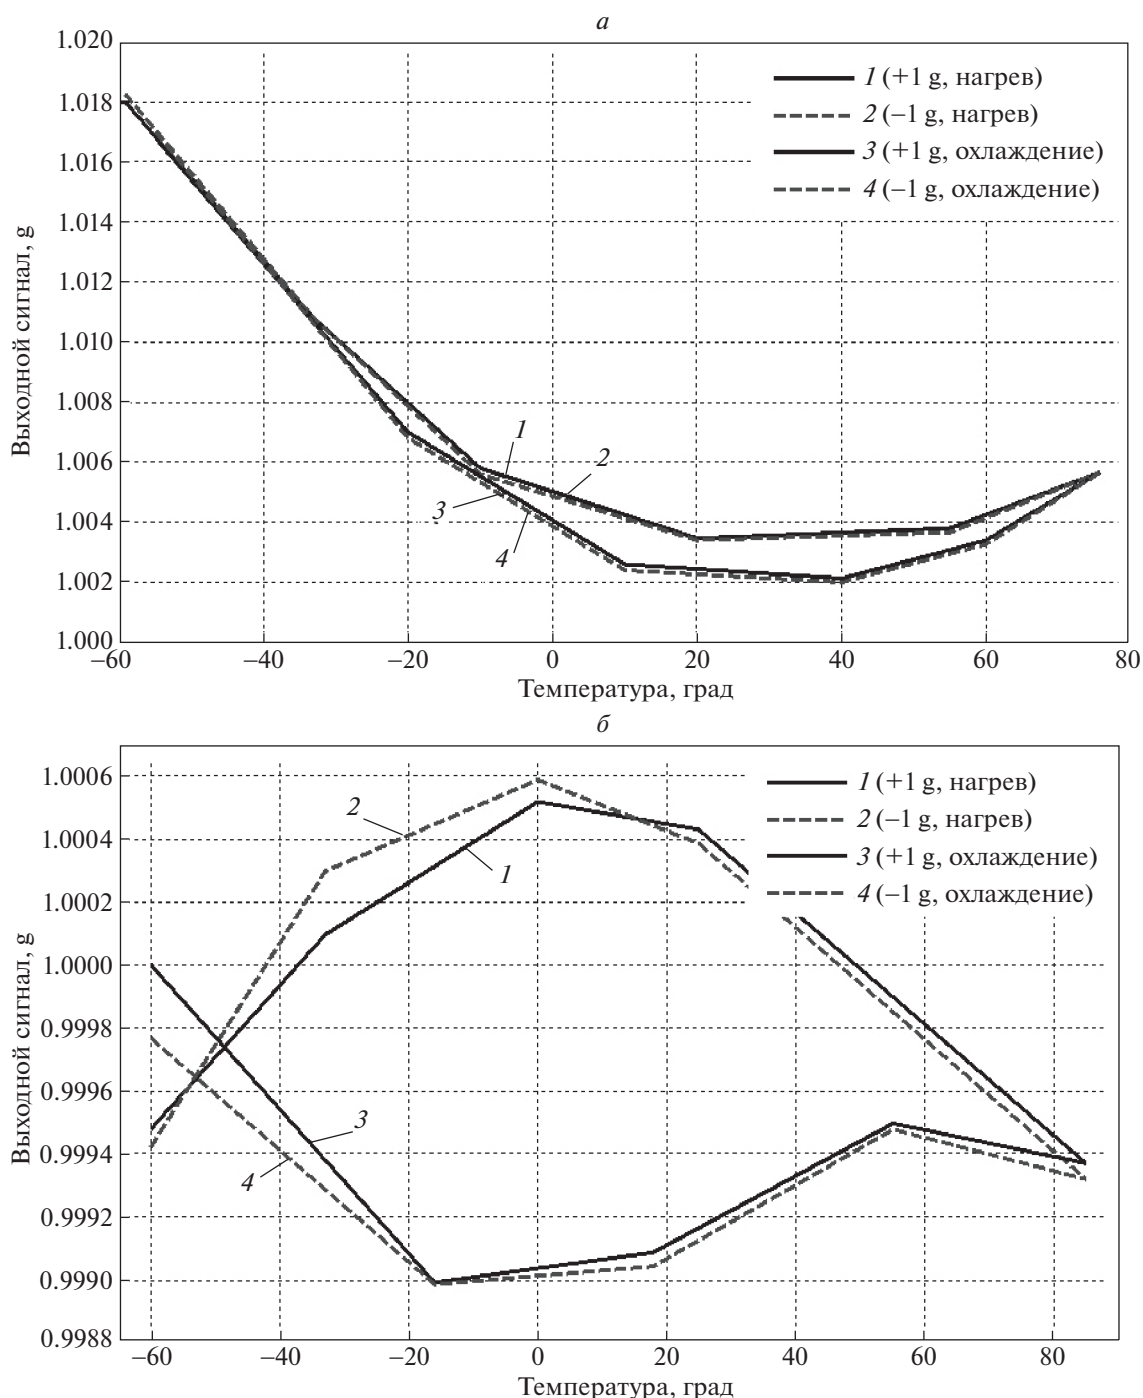 а
1.020
1.018
1.016
1.014
1.012
1.010
1.008
1.006
1.004
1.002
1.000
Выходной сигнал, g
1 (+1 g, нагрев)
2 (–1 g, нагрев)
3 (+1 g, охлаждение)
4 (–1 g, охлаждение)
1
2
3
4
–60 –40 –20 0 20 40 60 80
Температура, град
б
1.0006
1.0004
1.0002
1.0000
0.9998
0.9996
0.9994
0.9992
0.9990
0.9988
Выходной сигнал, g
1 (+1 g, нагрев)
2 (–1 g, нагрев)
3 (+1 g, охлаждение)
4 (–1 g, охлаждение)
2
1
3
4
–60 –40 –20 0 20 40 60 80
Температура, град